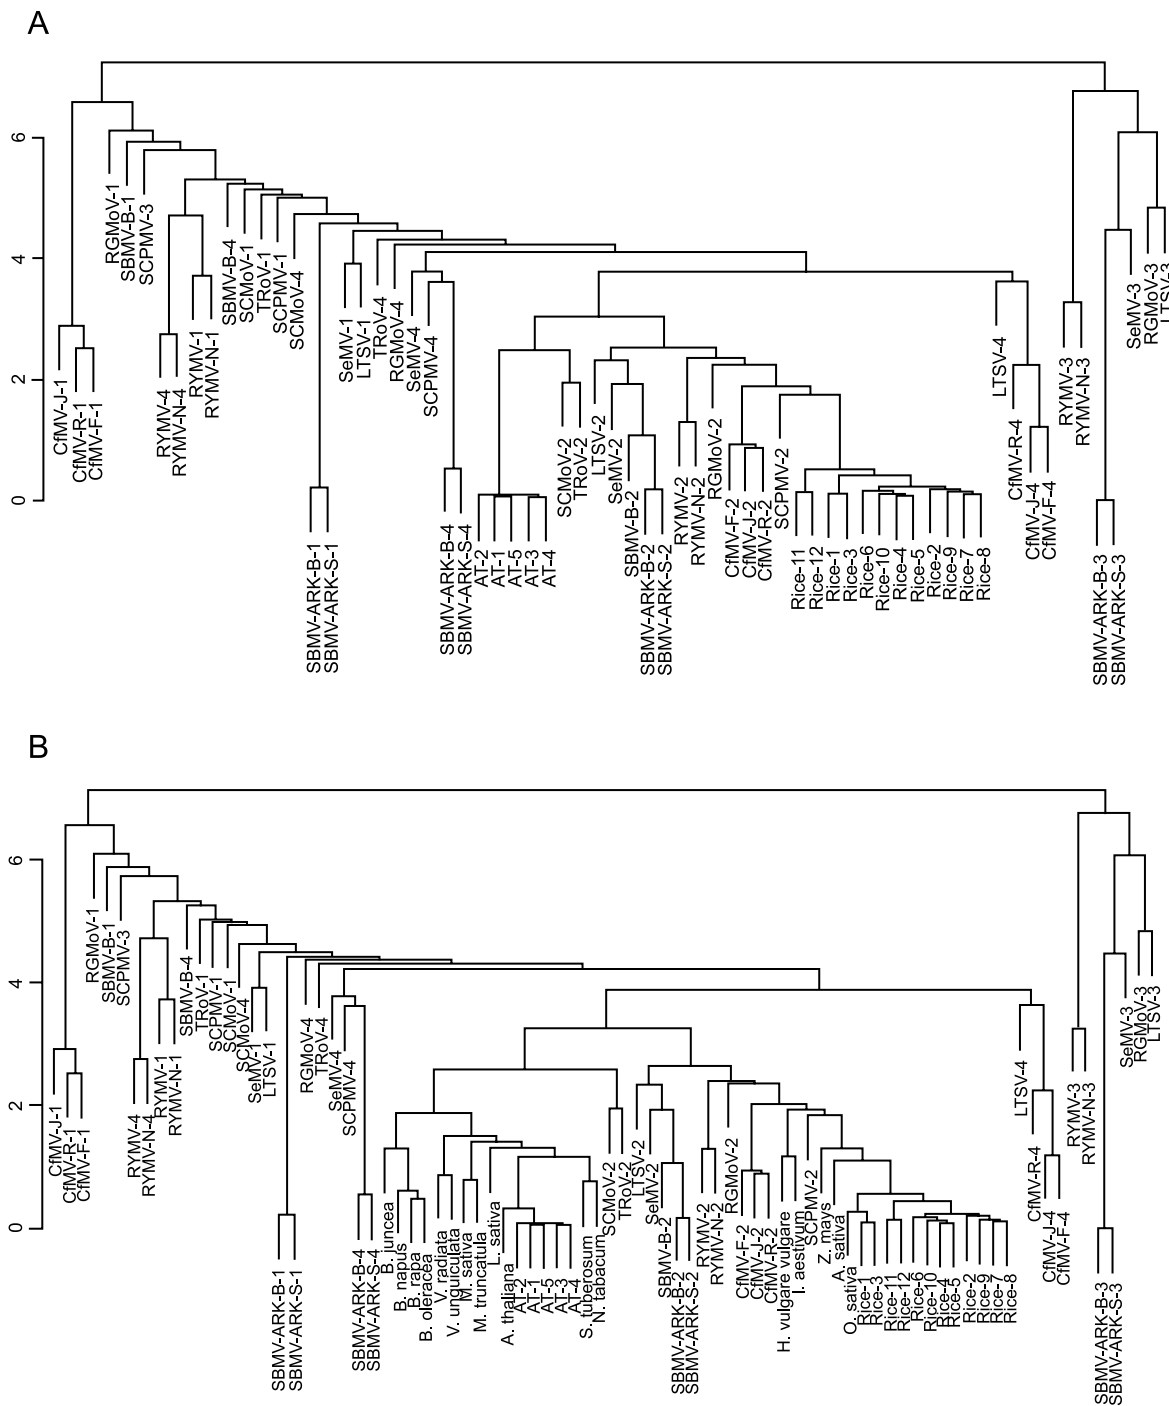 A
6
4
2
0
CfMV-J-1
CfMV-R-1
CfMV-F-1
RGMoV-1
SBMV-B-1
SCPMV-3
RYMV-4
RYMV-N-4
RYMV-1
RYMV-N-1
SBMV-B-4
SCMoV-1
TRoV-1
SCPMV-1
SCMoV-4
SBMV-ARK-B-1
SBMV-ARK-S-1
SeMV-1
LTSV-1
TRoV-4
RGMoV-4
SeMV-4
SCPMV-4
SBMV-ARK-B-4
SBMV-ARK-S-4
AT-2
AT-1
AT-5
AT-3
AT-4
SCMoV-2
TRoV-2
LTSV-2
SeMV-2
SBMV-B-2
SBMV-ARK-B-2
SBMV-ARK-S-2
RYMV-2
RYMV-N-2
RGMoV-2
CfMV-F-2
CfMV-J-2
CfMV-R-2
SCPMV-2
Rice-11
Rice-12
Rice-1
Rice-3
Rice-6
Rice-10
Rice-4
Rice-5
Rice-2
Rice-9
Rice-7
Rice-8
LTSV-4
CfMV-R-4
CfMV-J-4
CfMV-F-4
RYMV-3
RYMV-N-3
SBMV-ARK-B-3
SBMV-ARK-S-3
SeMV-3
RGMoV-3
LTSV-3
B
6
4
2
0
CfMV-J-1
CfMV-R-1
CfMV-F-1
RGMoV-1
SBMV-B-1
SCPMV-3
RYMV-4
RYMV-N-4
RYMV-1
RYMV-N-1
SBMV-B-4
TRoV-1
SCPMV-1
SCMoV-1
SCMoV-4
SeMV-1
LTSV-1
SBMV-ARK-B-1
SBMV-ARK-S-1
RGMoV-4
TRoV-4
SeMV-4
SCPMV-4
SBMV-ARK-B-4
SBMV-ARK-S-4
B. juncea
B. napus
B. rapa
B. oleracea
V. radiata
V. unguiculata
M. sativa
M. truncatula
L. sativa
A. thaliana
AT-2
AT-1
AT-5
AT-3
AT-4
S. tuberosum
N. tabacum
SCMoV-2
TRoV-2
LTSV-2
SeMV-2
SBMV-B-2
SBMV-ARK-B-2
SBMV-ARK-S-2
RYMV-2
RYMV-N-2
RGMoV-2
CfMV-F-2
CfMV-J-2
CfMV-R-2
H. vulgare vulgare
I. aestivum
SCPMV-2
Z. mays
A. sativa
O. sativa
Rice-1
Rice-3
Rice-11
Rice-12
Rice-6
Rice-10
Rice-4
Rice-5
Rice-2
Rice-9
Rice-7
Rice-8
LTSV-4
CfMV-R-4
CfMV-J-4
CfMV-F-4
RYMV-3
RYMV-N-3
SBMV-ARK-B-3
SBMV-ARK-S-3
SeMV-3
RGMoV-3
LTSV-3